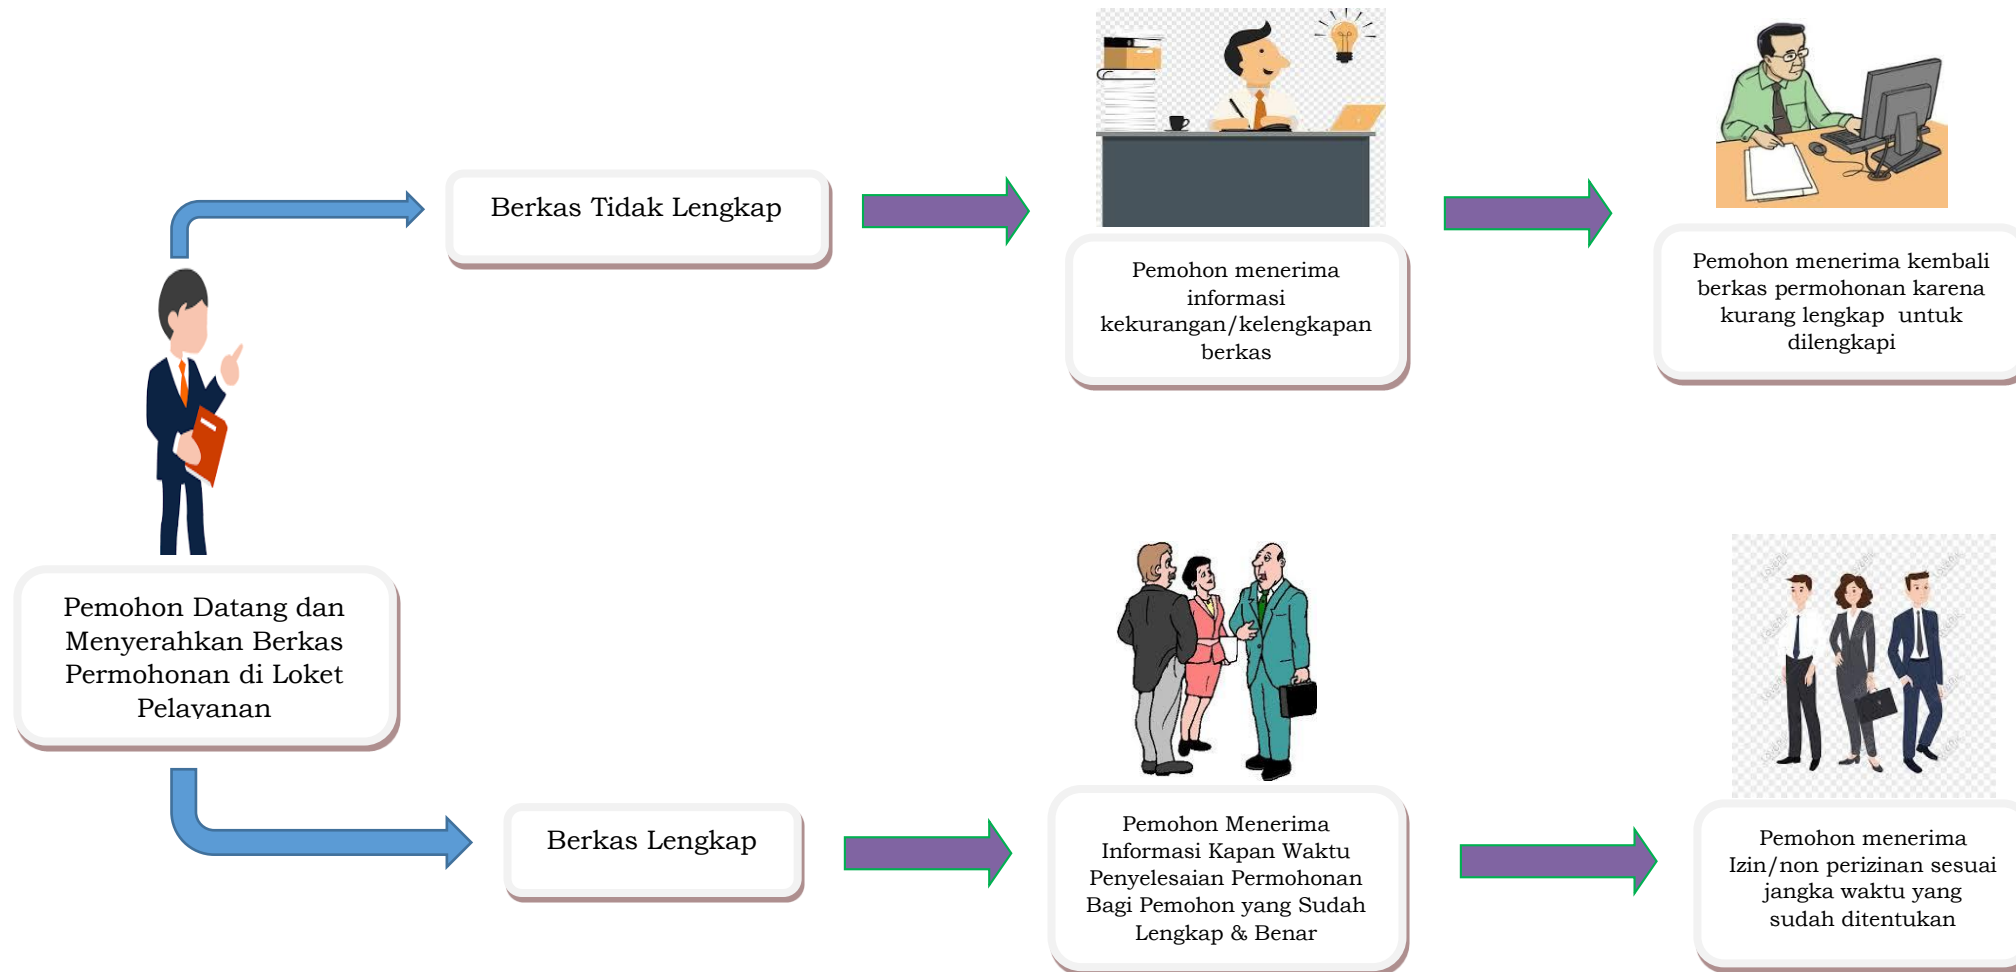 Berkas Tidak Lengkap
Pemohon menerima
informasi
kekurangan/kelengkapan
berkas
Pemohon menerima kembali
berkas permohonan karena
kurang lengkap untuk
dilengkapi
Pemohon Datang dan
Menyerahkan Berkas
Permohonan di Loket
Pelayanan
Berkas Lengkap
Pemohon Menerima
Informasi Kapan Waktu
Penyelesaian Permohonan
Bagi Pemohon yang Sudah
Lengkap & Benar
Pemohon menerima
Izin/non perizinan sesuai
jangka waktu yang
sudah ditentukan